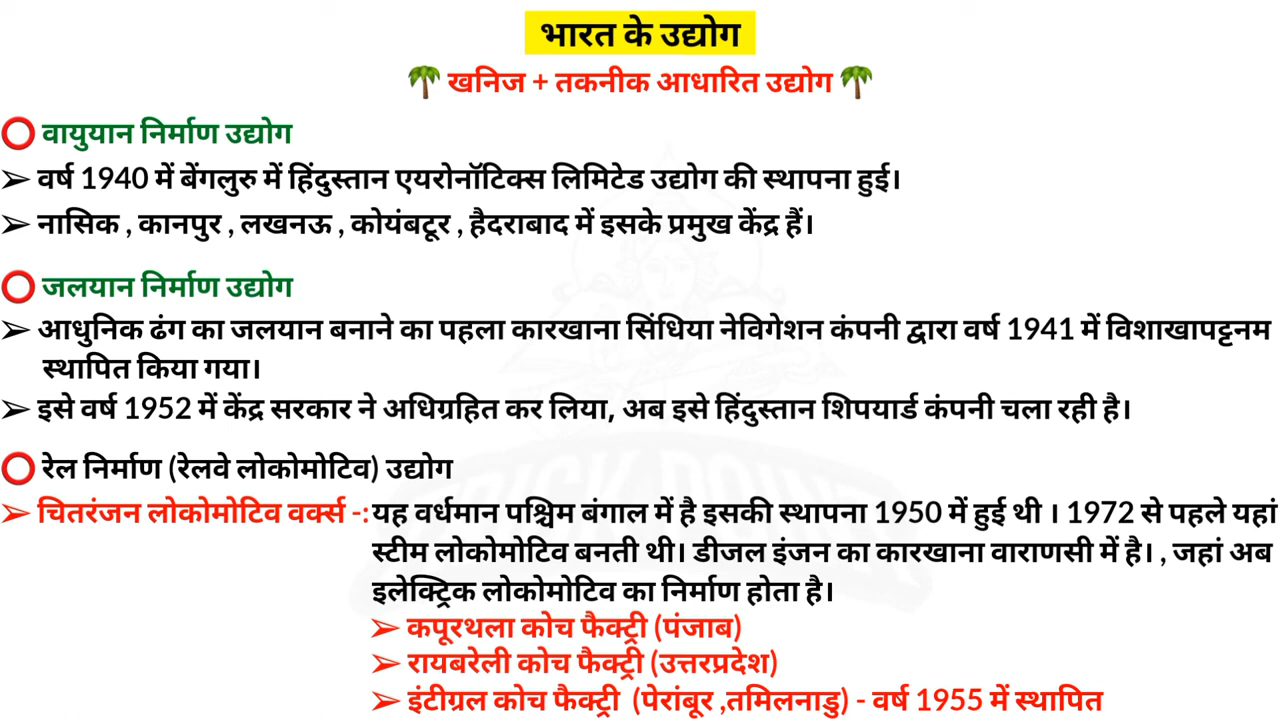 भारत के उद्योग
🌴 खनिज + तकनीक आधारित उद्योग 🌴
⭕ वायुयान निर्माण उद्योग
➢ वर्ष 1940 में बेंगलुरु में हिंदुस्तान एयरोनॉटिक्स लिमिटेड उद्योग की स्थापना हुई।
➢ नासिक , कानपुर , लखनऊ , कोयंबटूर , हैदराबाद में इसके प्रमुख केंद्र हैं।
⭕ जलयान निर्माण उद्योग
➢ आधुनिक ढंग का जलयान बनाने का पहला कारखाना सिंधिया नेविगेशन कंपनी द्वारा वर्ष 1941 में विशाखापट्टनम
स्थापित किया गया।
➢ इसे वर्ष 1952 में केंद्र सरकार ने अधिग्रहित कर लिया, अब इसे हिंदुस्तान शिपयार्ड कंपनी चला रही है।
⭕ रेल निर्माण (रेलवे लोकोमोटिव) उद्योग
➢ चितरंजन लोकोमोटिव वर्क्स -: यह वर्धमान पश्चिम बंगाल में है इसकी स्थापना 1950 में हुई थी । 1972 से पहले यहां
स्टीम लोकोमोटिव बनती थी। डीजल इंजन का कारखाना वाराणसी में है। , जहां अब
इलेक्ट्रिक लोकोमोटिव का निर्माण होता है।
➢ कपूरथला कोच फैक्ट्री (पंजाब)
➢ रायबरेली कोच फैक्ट्री (उत्तरप्रदेश)
➢ इंटीग्रल कोच फैक्ट्री (पेरांबूर ,तमिलनाडु) - वर्ष 1955 में स्थापित